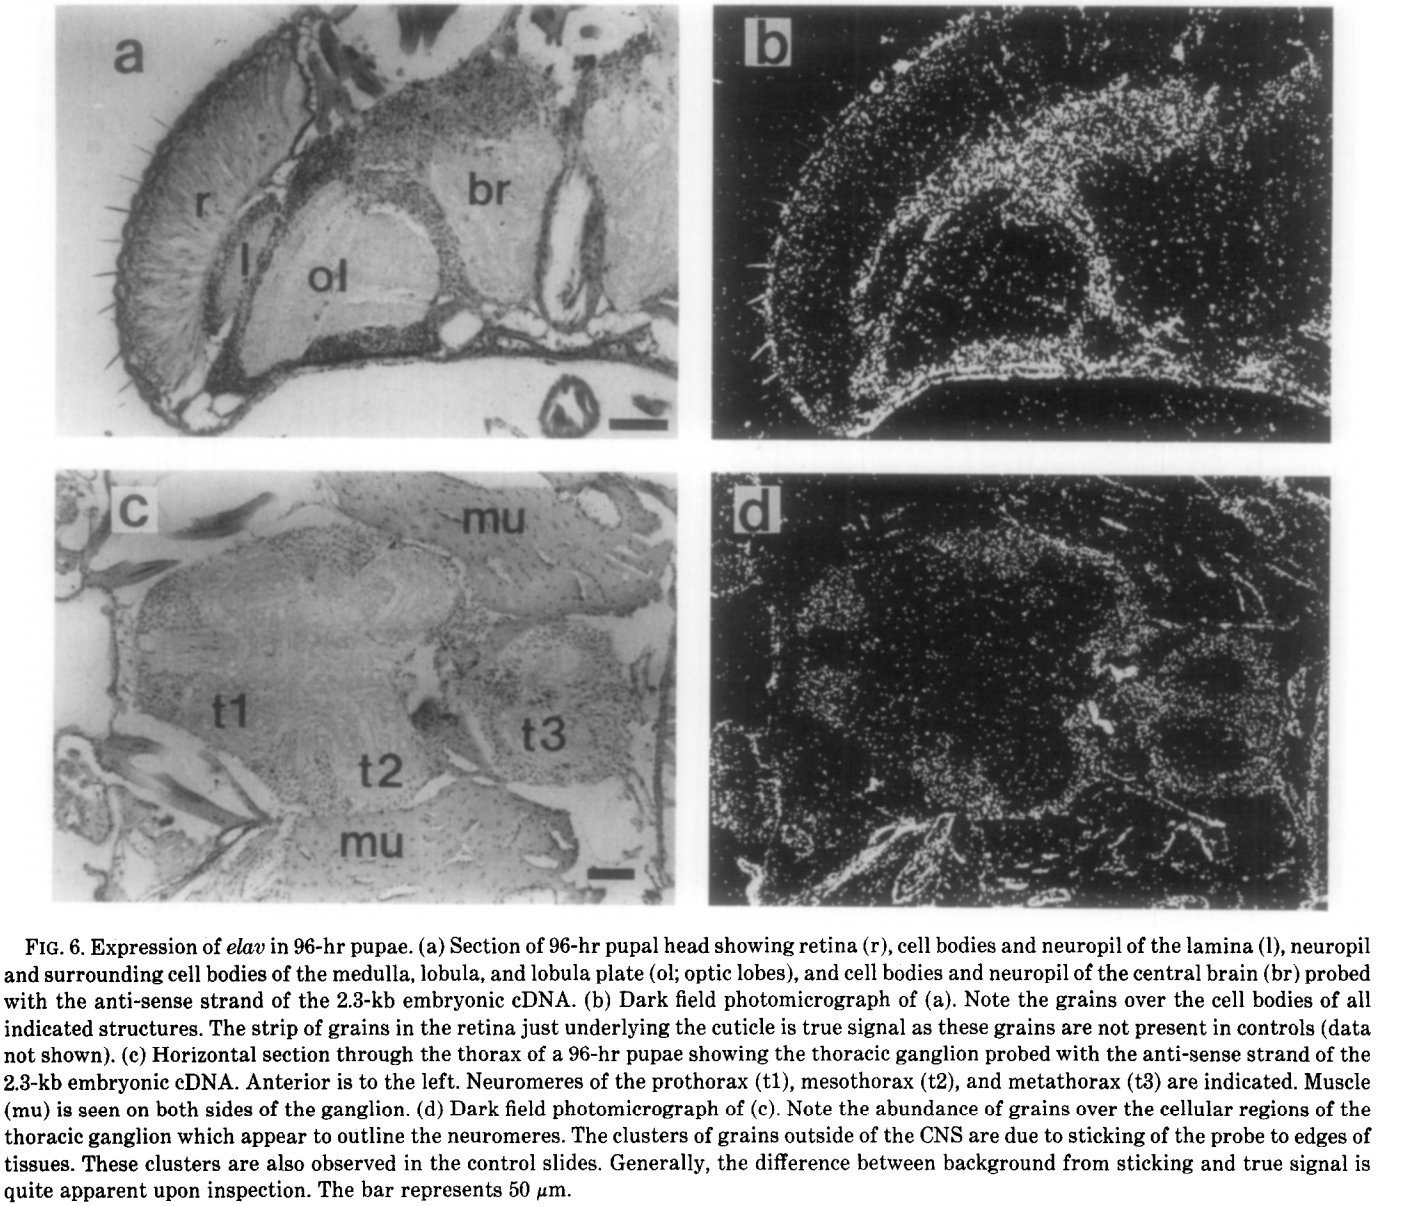 a
b
r
br
l
ol
c
d
mu
t1
t3
t2
mu
FIG. 6. Expression of elav in 96-hr pupae. (a) Section of 96-hr pupal head showing retina (r), cell bodies and neuropil of the lamina (l), neuropil
and surrounding cell bodies of the medulla, lobula, and lobula plate (ol; optic lobes), and cell bodies and neuropil of the central brain (br) probed
with the anti-sense strand of the 2.3-kb embryonic cDNA. (b) Dark field photomicrograph of (a). Note the grains over the cell bodies of all
indicated structures. The strip of grains in the retina just underlying the cuticle is true signal as these grains are not present in controls (data
not shown). (c) Horizontal section through the thorax of a 96-hr pupae showing the thoracic ganglion probed with the anti-sense strand of the
2.3-kb embryonic cDNA. Anterior is to the left. Neuromeres of the prothorax (t1), mesothorax (t2), and metathorax (t3) are indicated. Muscle
(mu) is seen on both sides of the ganglion. (d) Dark field photomicrograph of (c). Note the abundance of grains over the cellular regions of the
thoracic ganglion which appear to outline the neuromeres. The clusters of grains outside of the CNS are due to sticking of the probe to edges of
tissues. These clusters are also observed in the control slides. Generally, the difference between background from sticking and true signal is
quite apparent upon inspection. The bar represents 50 μm.